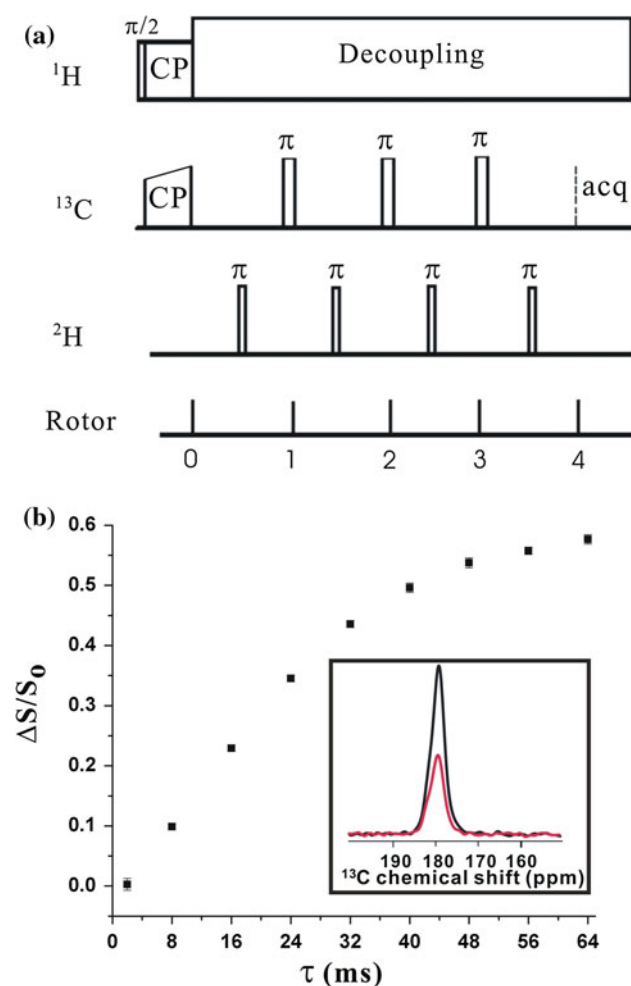 (a)
π/2
¹H
CP
Decoupling
¹³C
CP
π
π
π
acq
²H
π
π
π
π
Rotor
0
1
2
3
4
(b)
0.6
0.5
0.4
0.3
0.2
0.1
0.0
ΔS/S₀
190
180
170
160
¹³C chemical shift (ppm)
0
8
16
24
32
40
48
56
64
τ (ms)